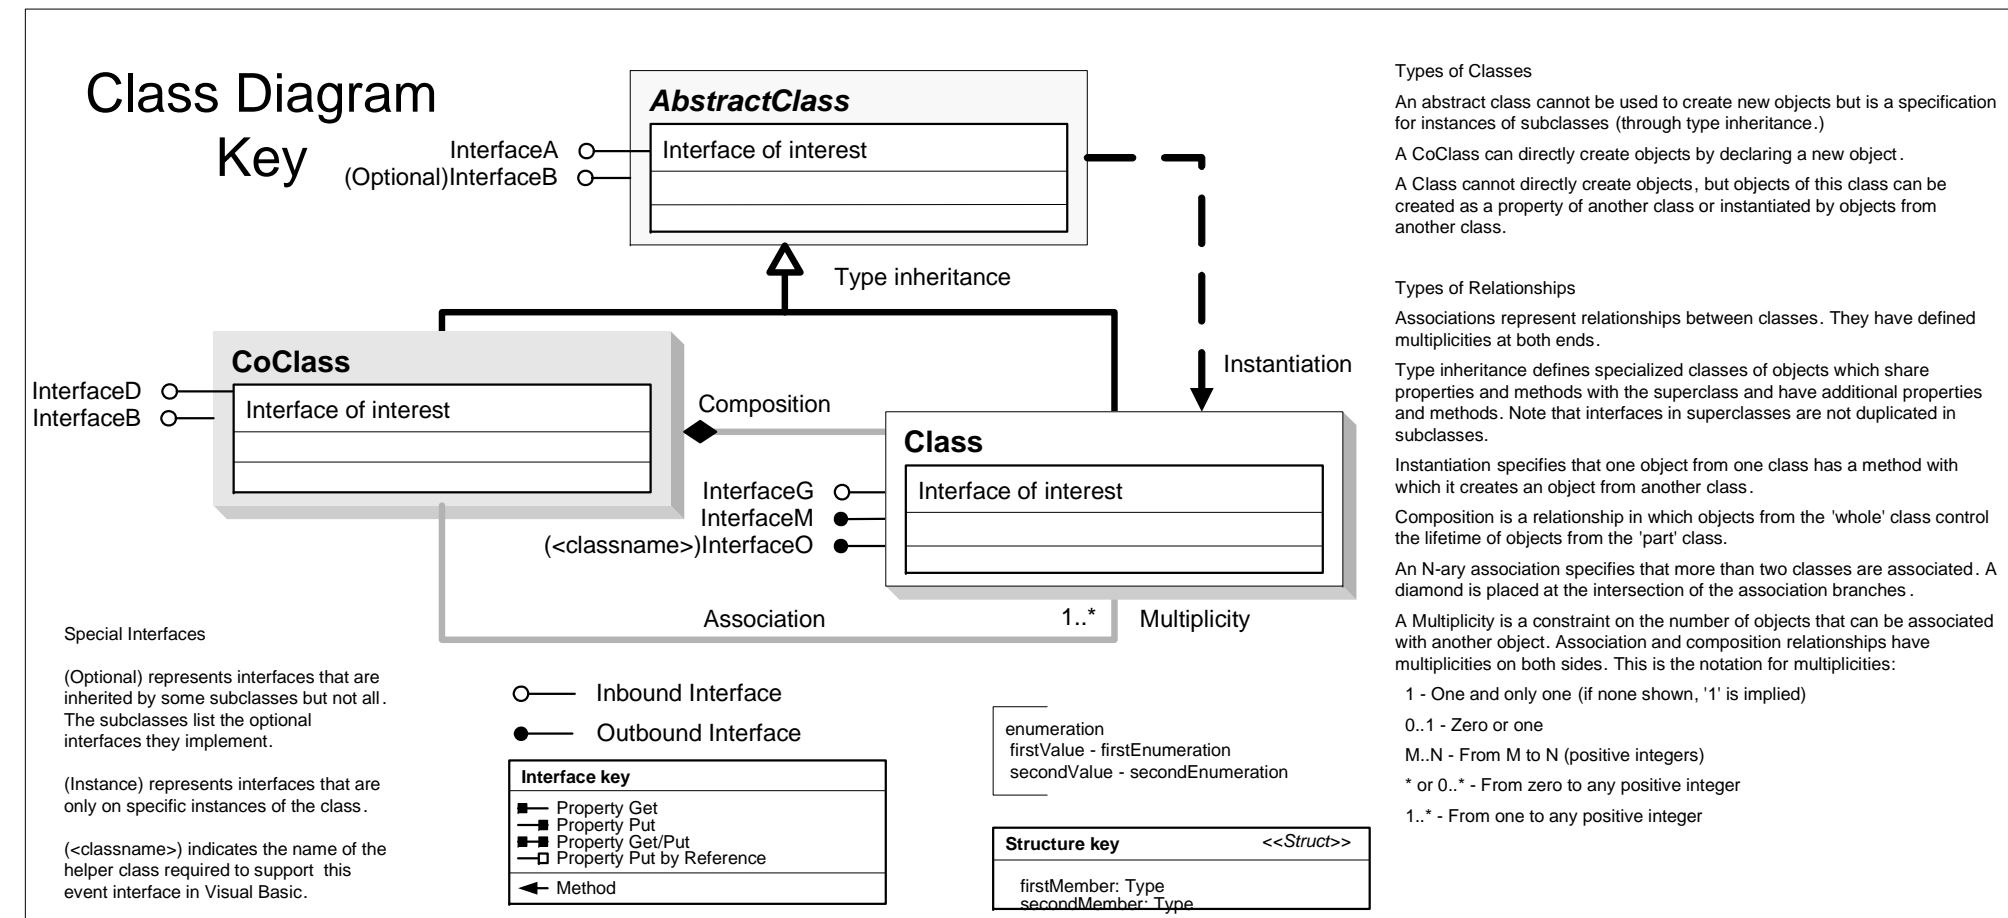 Class Diagram
Key
AbstractClass
Interface of interest
InterfaceA
(Optional)InterfaceB
Type inheritance
Instantiation
CoClass
Interface of interest
InterfaceD
InterfaceB
Composition
Class
Interface of interest
InterfaceG
InterfaceM
(<classname>)InterfaceO
Association
1..*
Multiplicity
Special Interfaces
(Optional) represents interfaces that are
inherited by some subclasses but not all.
The subclasses list the optional
interfaces they implement.
(Instance) represents interfaces that are
only on specific instances of the class.
(<classname>) indicates the name of the
helper class required to support this
event interface in Visual Basic.
Inbound Interface
Outbound Interface
Interface key
Property Get
Property Put
Property Get/Put
Property Put by Reference
Method
enumeration
firstValue - firstEnumeration
secondValue - secondEnumeration
Structure key <<Struct>>
firstMember: Type
secondMember: Type
Types of Classes
An abstract class cannot be used to create new objects but is a specification
for instances of subclasses (through type inheritance.)
A CoClass can directly create objects by declaring a new object.
A Class cannot directly create objects, but objects of this class can be
created as a property of another class or instantiated by objects from
another class.
Types of Relationships
Associations represent relationships between classes. They have defined
multiplicities at both ends.
Type inheritance defines specialized classes of objects which share
properties and methods with the superclass and have additional properties
and methods. Note that interfaces in superclasses are not duplicated in
subclasses.
Instantiation specifies that one object from one class has a method with
which it creates an object from another class.
Composition is a relationship in which objects from the 'whole' class control
the lifetime of objects from the 'part' class.
An N-ary association specifies that more than two classes are associated. A
diamond is placed at the intersection of the association branches.
A Multiplicity is a constraint on the number of objects that can be associated
with another object. Association and composition relationships have
multiplicities on both sides. This is the notation for multiplicities:
1 - One and only one (if none shown, '1' is implied)
0..1 - Zero or one
M..N - From M to N (positive integers)
* or 0..* - From zero to any positive integer
1..* - From one to any positive integer